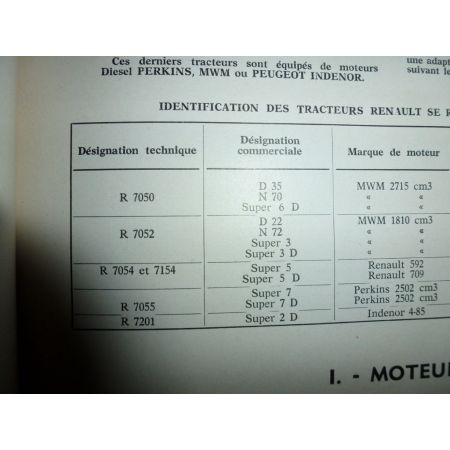 Ces derniers tracteurs sont équipés de moteurs
Diesel PERKINS, MWM ou PEUGEOT INDENOR.
une adapt
suivant le
IDENTIFICATION DES TRACTEURS RENAULT SE R
Désignation technique Désignation commerciale Marque de moteur
R 7050 D 35 MWM 2715 cm3
N 70 « «
Super 6 D « «
R 7052 D 22 MWM 1810 cm3
N 72 « «
Super 3 « «
Super 3 D « «
R 7054 et 7154 Super 5 Renault 592
Super 5 D Renault 709
Super 7 Perkins 2502 cm3
R 7055 Super 7 D Perkins 2502 cm3
R 7201 Super 2 D Indenor 4-85
I. - MOTEU